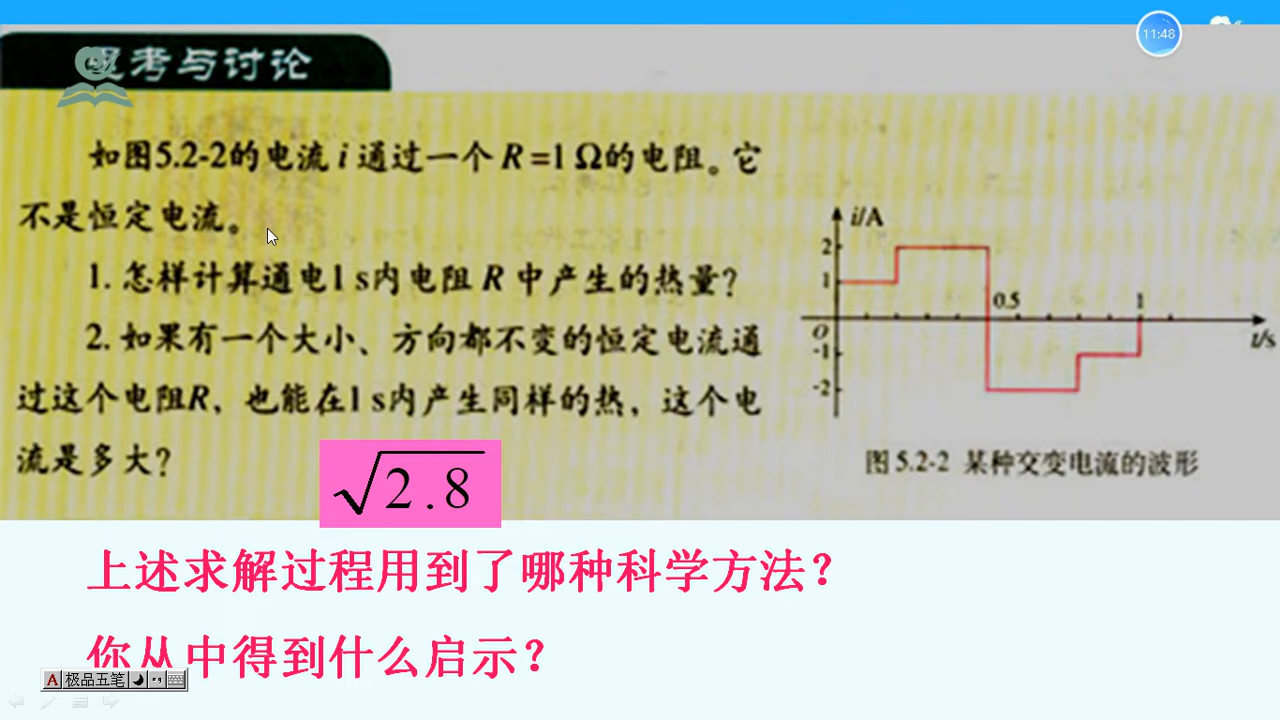 11:48
思考与讨论
如图5.2-2的电流 i 通过一个 R=1 Ω的电阻。它
不是恒定电流。
1. 怎样计算通电1 s内电阻 R 中产生的热量?
2. 如果有一个大小、方向都不变的恒定电流通
过这个电阻R，也能在1 s内产生同样的热，这个电
流是多大?
i/A
2
1
0.5
1
O
t/s
-1
-2
图 5.2-2 某种交变电流的波形
√2.8
上述求解过程用到了哪种科学方法?
你从中得到什么启示?
A 极品五笔